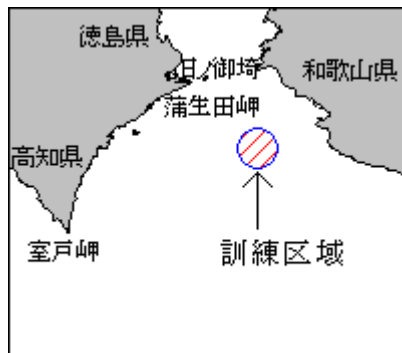 徳島県
日ノ御埼
和歌山県
蒲生田岬
高知県
室戸岬
訓練区域